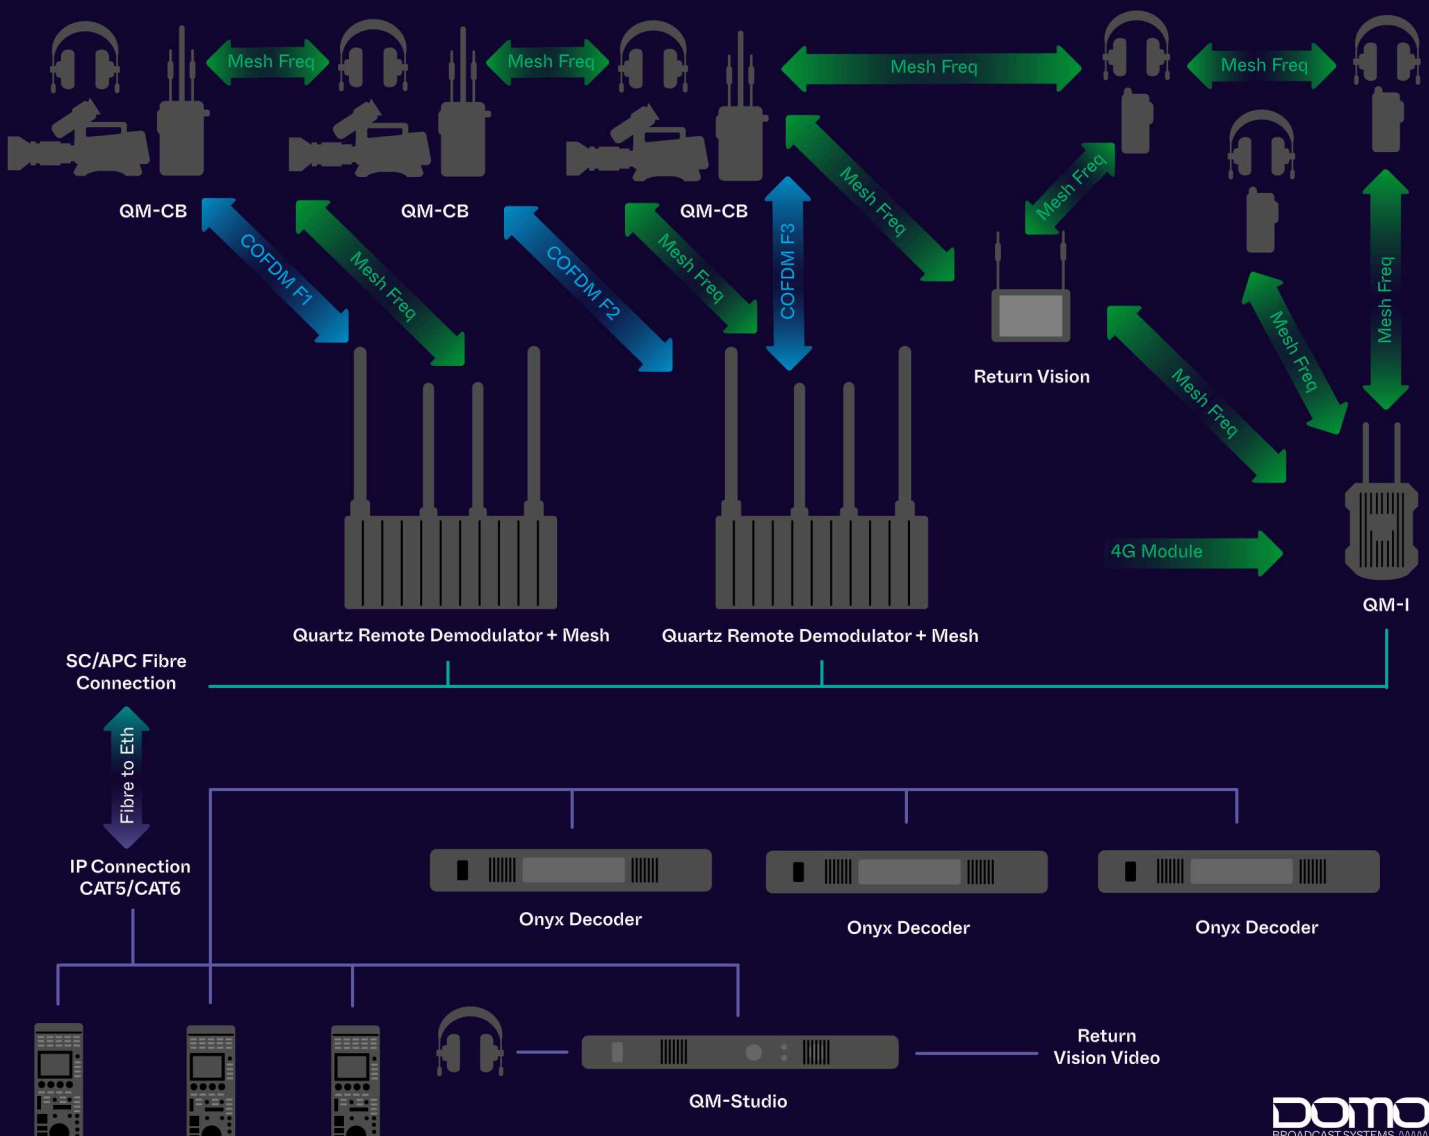 Mesh Freq
Mesh Freq
Mesh Freq
Mesh Freq
QM-CB
QM-CB
QM-CB
COFDM F1
Mesh Freq
COFDM F2
Mesh Freq
COFDM F3
Mesh Freq
Mesh Freq
Mesh Freq
Mesh Freq
Return Vision
Mesh Freq
4G Module
QM-I
Quartz Remote Demodulator + Mesh
Quartz Remote Demodulator + Mesh
SC/APC Fibre
Connection
Fibre to Eth
IP Connection
CAT5/CAT6
Onyx Decoder
Onyx Decoder
Onyx Decoder
Return
Vision Video
QM-Studio
DOMO
BROADCAST SYSTEMS